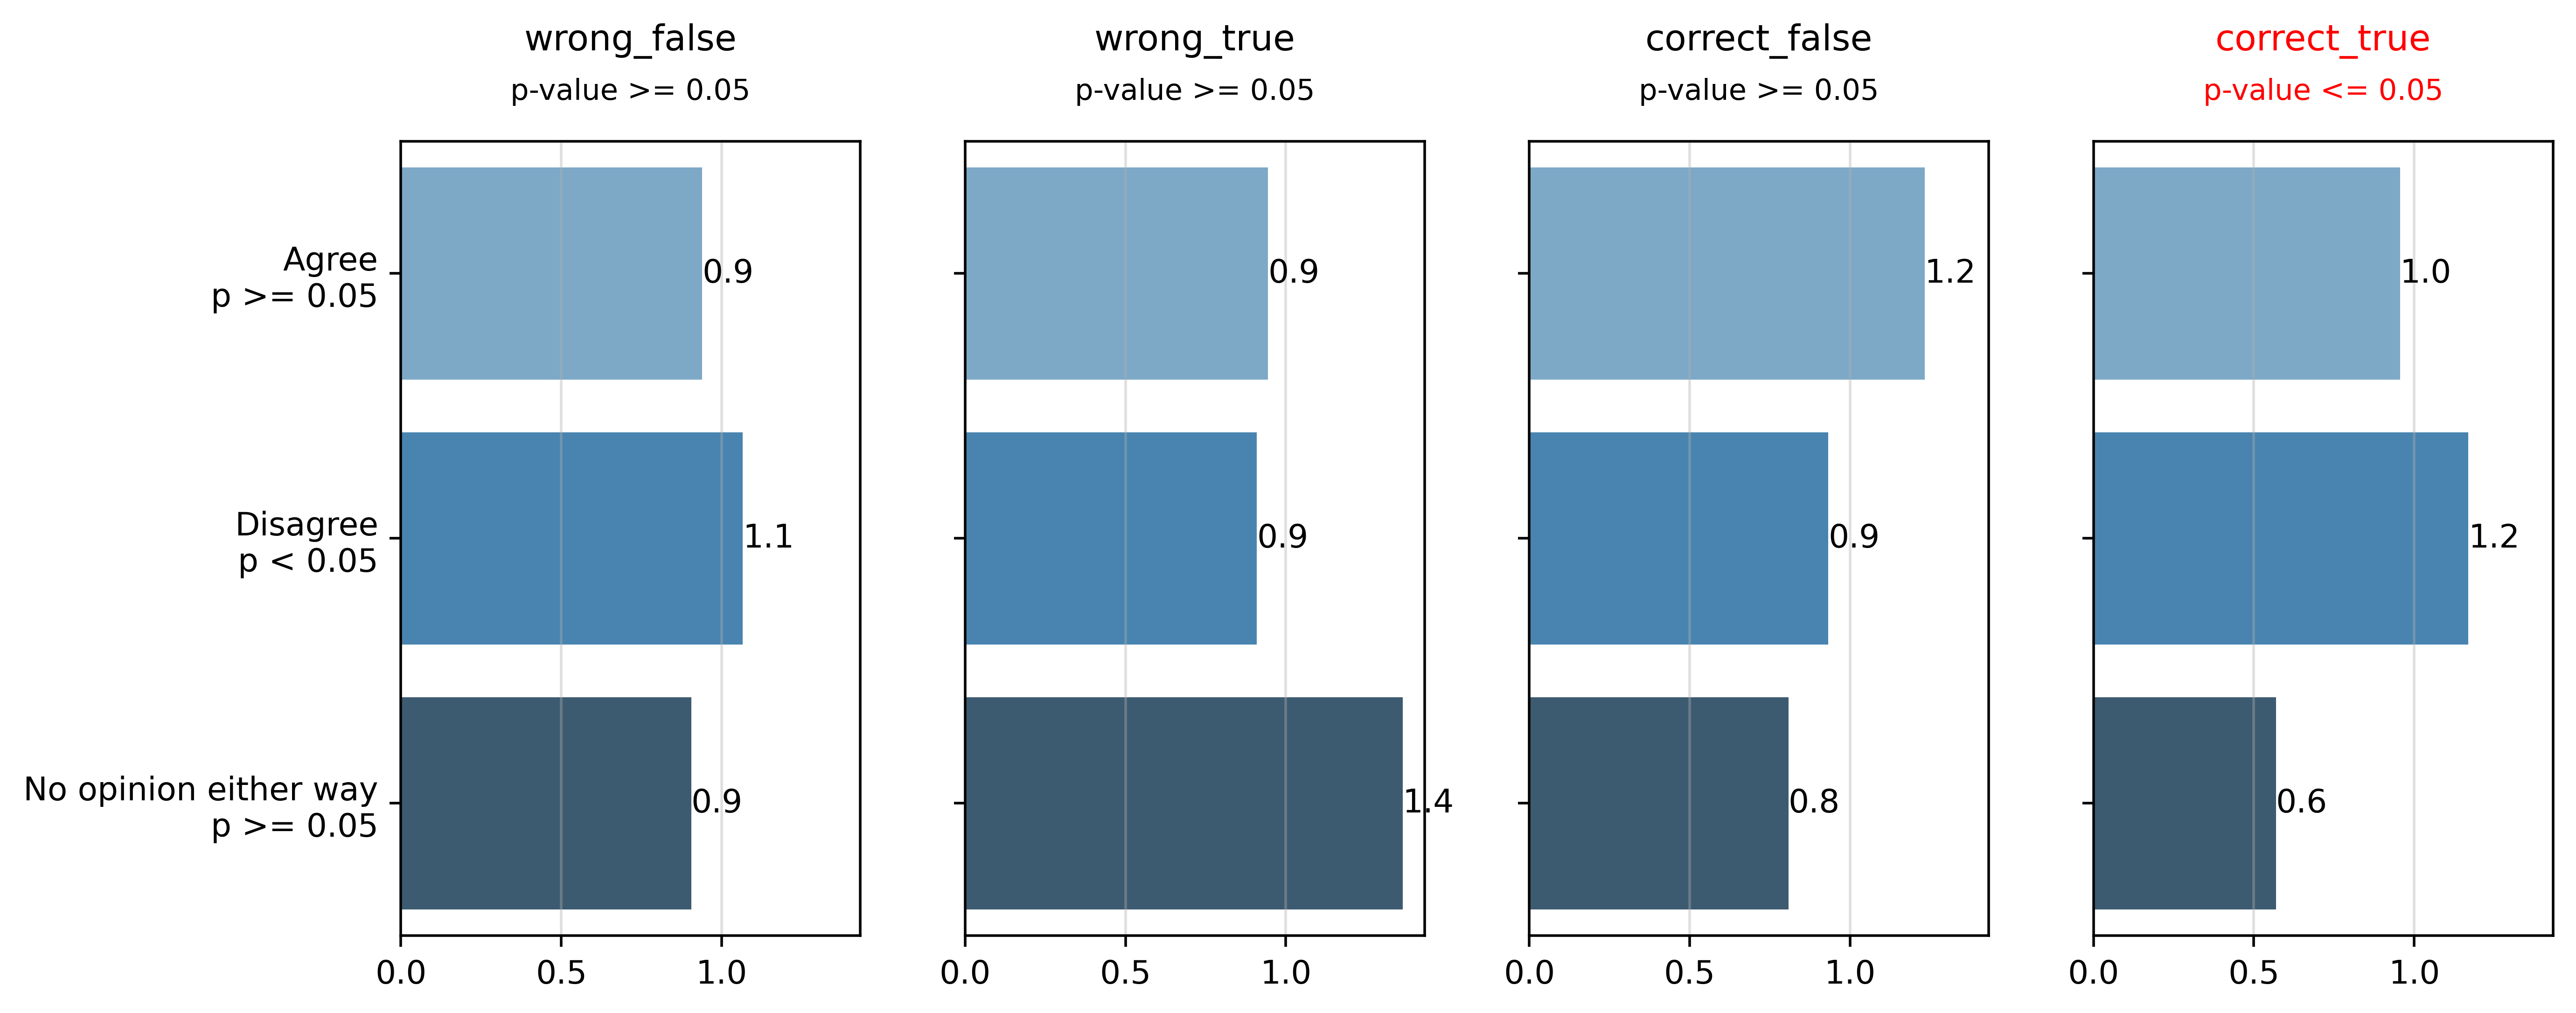 wrong_false
p-value >= 0.05
wrong_true
p-value >= 0.05
correct_false
p-value >= 0.05
correct_true
p-value <= 0.05
Agree
p >= 0.05
0.9
0.9
1.2
1.0
Disagree
p < 0.05
1.1
0.9
0.9
1.2
No opinion either way
p >= 0.05
0.9
1.4
0.8
0.6
0.0 0.5 1.0
0.0 0.5 1.0
0.0 0.5 1.0
0.0 0.5 1.0